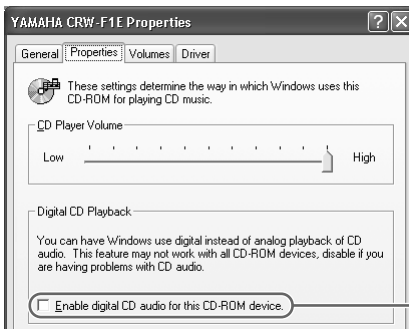 YAMAHA CRW-F1E Properties
General Properties Volumes Driver
These settings determine the way in which Windows uses this
CD-ROM for playing CD music.
CD Player Volume
Low High
Digital CD Playback
You can have Windows use digital instead of analog playback of CD
audio. This feature may not work with all CD-ROM devices, disable if you
are having problems with CD audio.
Enable digital CD audio for this CD-ROM device.